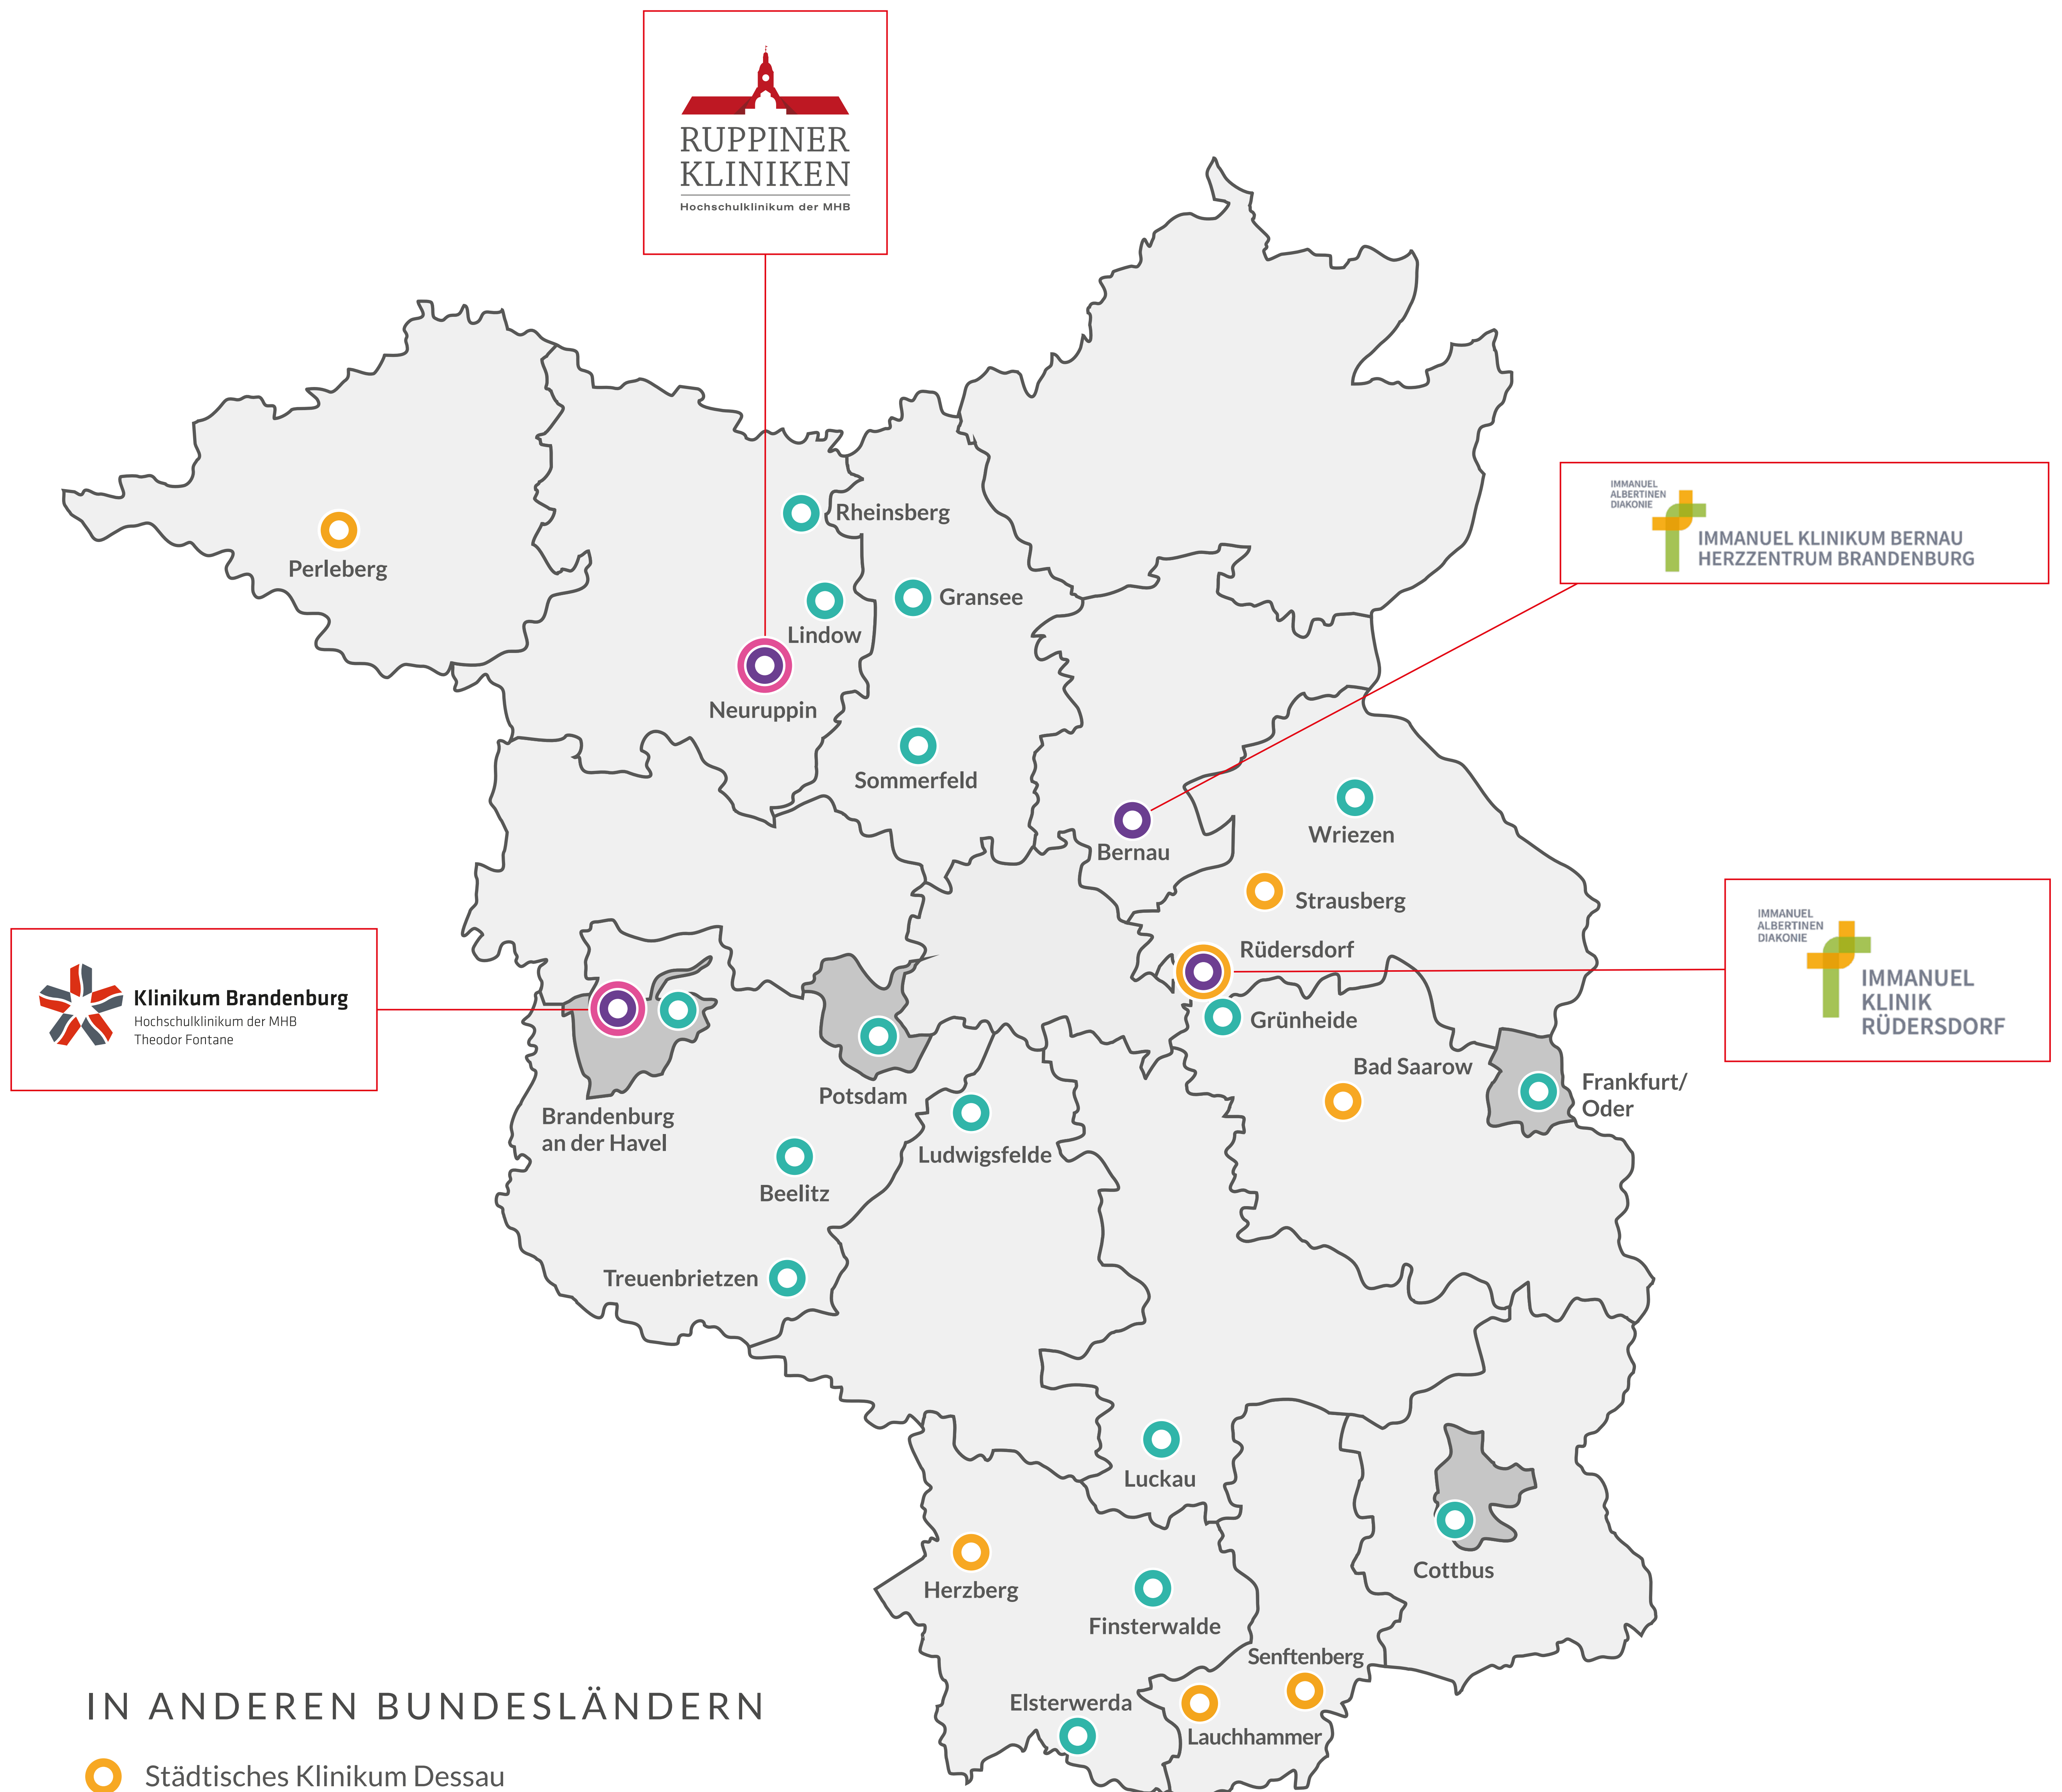 RUPPINER
KLINIKEN
Hochschulklinikum der MHB
IMMANUEL
ALBERTINEN
DIAKONIE
IMMANUEL KLINIKUM BERNAU
HERZZENTRUM BRANDENBURG
Rheinsberg
Perleberg
Gransee
Lindow
Neuruppin
Sommerfeld
Wriezen
Bernau
Strausberg
Rüdersdorf
IMMANUEL
ALBERTINEN
DIAKONIE
IMMANUEL
KLINIK
RÜDERSDORF
Klinikum Brandenburg
Hochschulklinikum der MHB
Theodor Fontane
Grünheide
Bad Saarow
Frankfurt/
Oder
Potsdam
Brandenburg
an der Havel
Ludwigsfelde
Beelitz
Treuenbrietzen
Luckau
Cottbus
Herzberg
Finsterwalde
Senftenberg
Elsterwerda
Lauchhammer
IN ANDEREN BUNDESLÄNDERN
Städtisches Klinikum Dessau